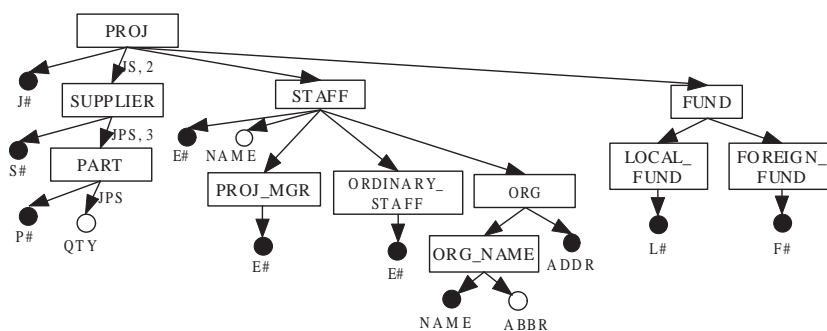 PROJ
JS, 2
J#
SUPPLIER
STAFF
FUND
JPS, 3
S#
E#
NAME
PART
PROJ_MGR
ORDINARY_
STAFF
ORG
LOCAL_
FUND
FOREIGN_
FUND
JPS
P#
QTY
E#
E#
ORG_NAME
ADDR
L#
F#
NAME
ABBR